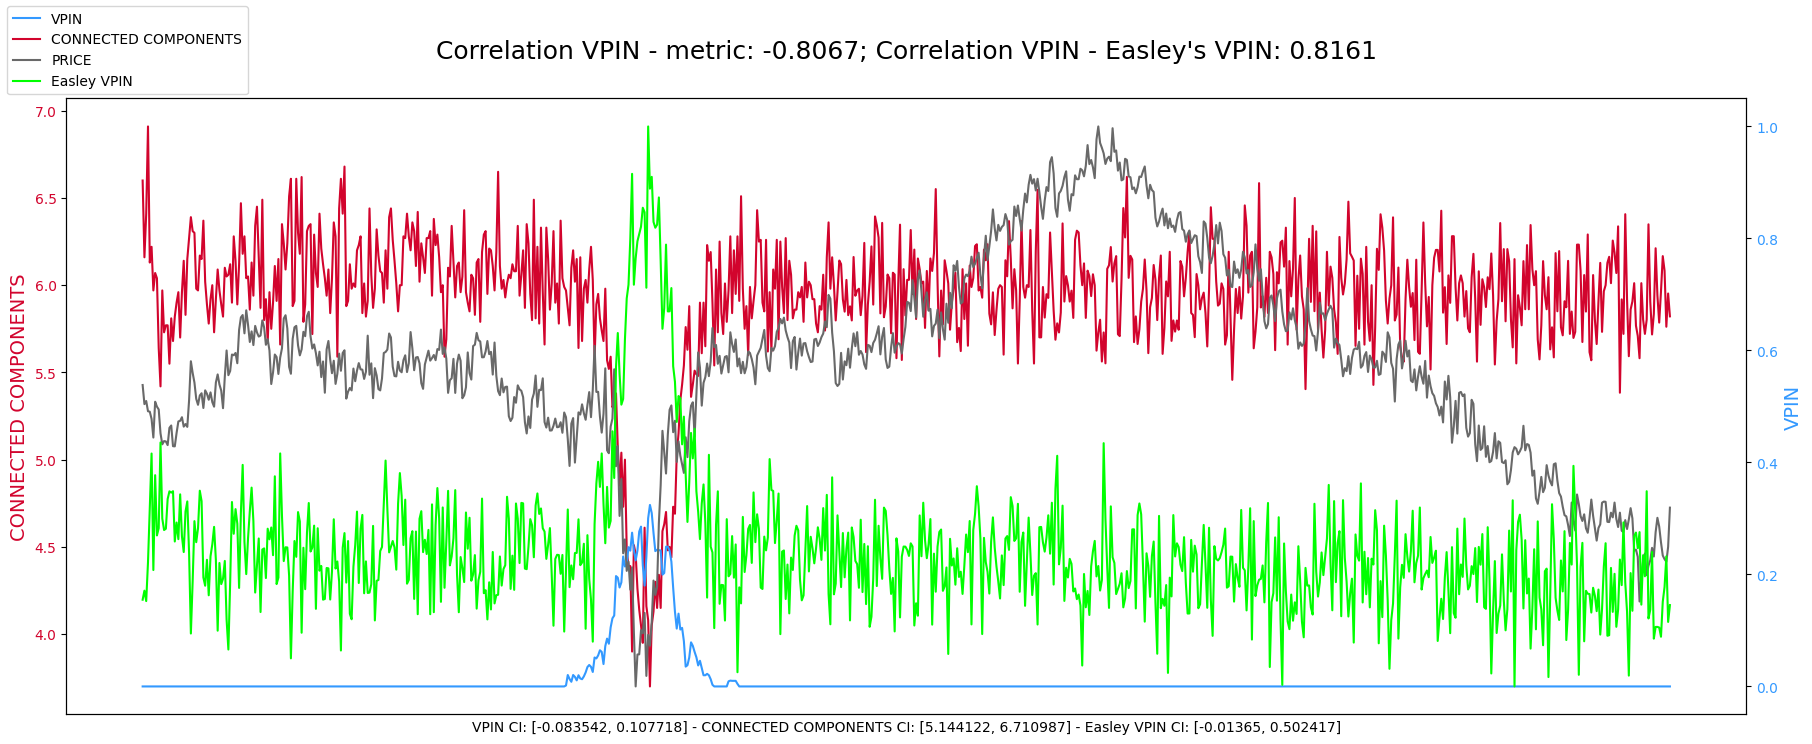 VPIN
CONNECTED COMPONENTS
PRICE
Easley VPIN
Correlation VPIN - metric: -0.8067; Correlation VPIN - Easley's VPIN: 0.8161
CONNECTED COMPONENTS
7.0
6.5
6.0
5.5
5.0
4.5
4.0
1.0
0.8
0.6
0.4
0.2
0.0
VPIN
VPIN CI: [-0.083542, 0.107718] - CONNECTED COMPONENTS CI: [5.144122, 6.710987] - Easley VPIN CI: [-0.01365, 0.502417]